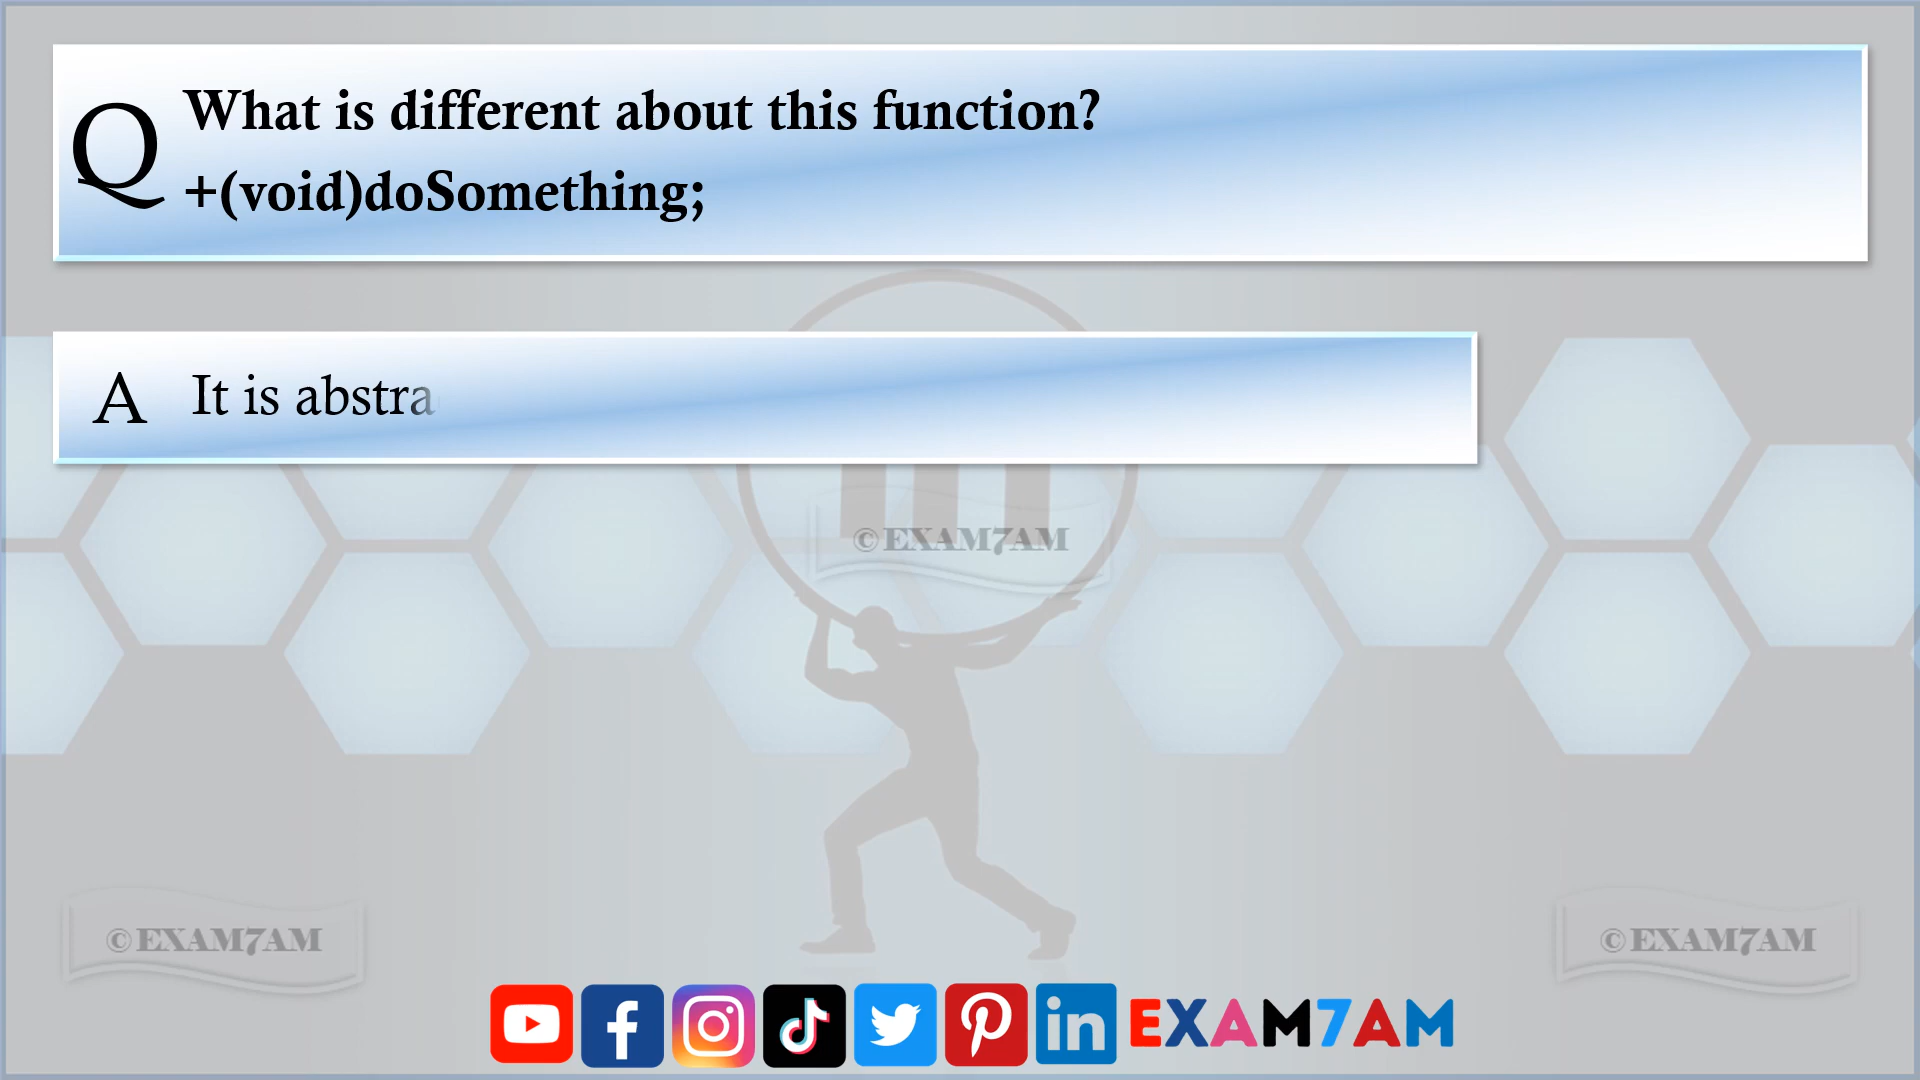 Q
What is different about this function?
+(void)doSomething;
A It is abstra
©EXAM7AM
©EXAM7AM
©EXAM7AM
EXAM7AM